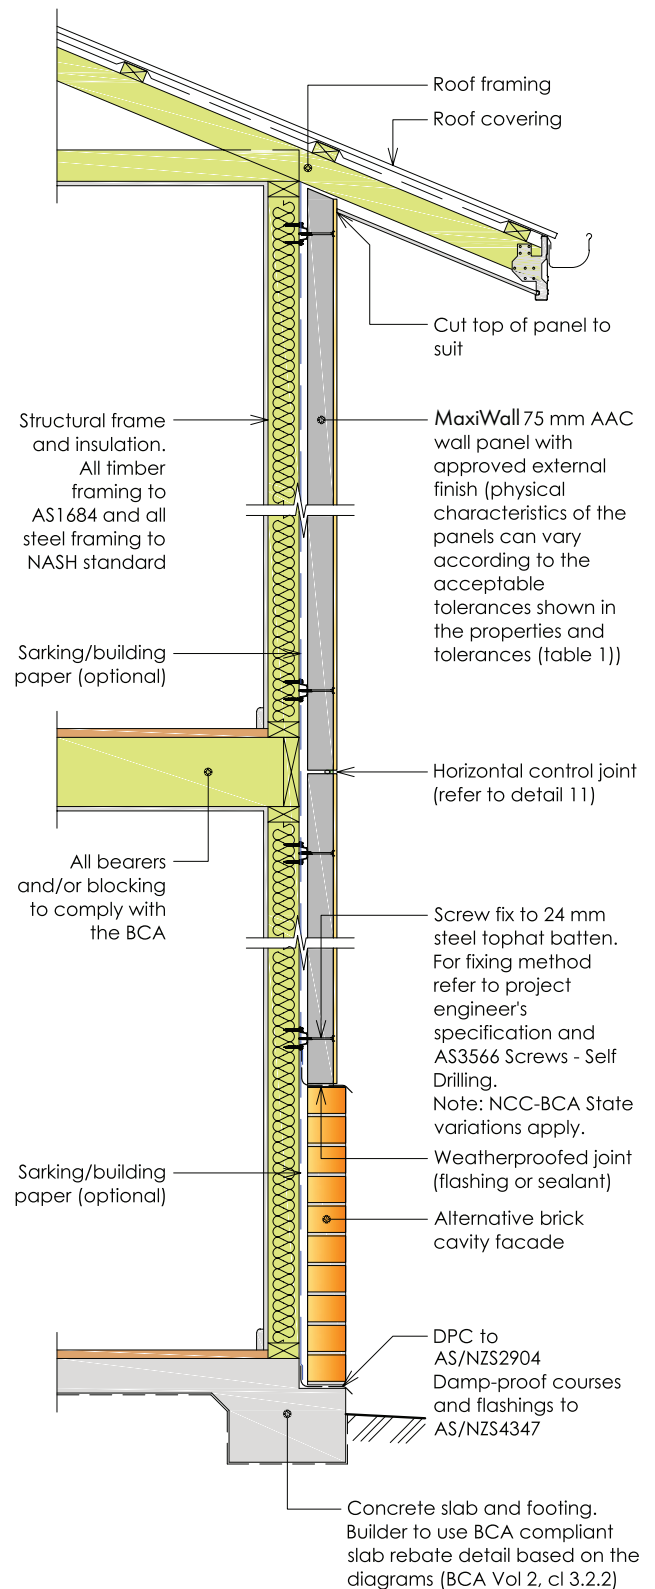 Roof framing
Roof covering
Cut top of panel to
suit
MaxiWall 75 mm AAC
wall panel with
approved external
finish (physical
characteristics of the
panels can vary
according to the
acceptable
tolerances shown in
the properties and
tolerances (table 1))
Structural frame
and insulation.
All timber
framing to
AS1684 and all
steel framing to
NASH standard
Sarking/building
paper (optional)
Horizontal control joint
(refer to detail 11)
All bearers
and/or blocking
to comply with
the BCA
Screw fix to 24 mm
steel tophat batten.
For fixing method
refer to project
engineer's
specification and
AS3566 Screws - Self
Drilling.
Note: NCC-BCA State
variations apply.
Weatherproofed joint
(flashing or sealant)
Sarking/building
paper (optional)
Alternative brick
cavity facade
DPC to
AS/NZS2904
Damp-proof courses
and flashings to
AS/NZS4347
Concrete slab and footing.
Builder to use BCA compliant
slab rebate detail based on the
diagrams (BCA Vol 2, cl 3.2.2)